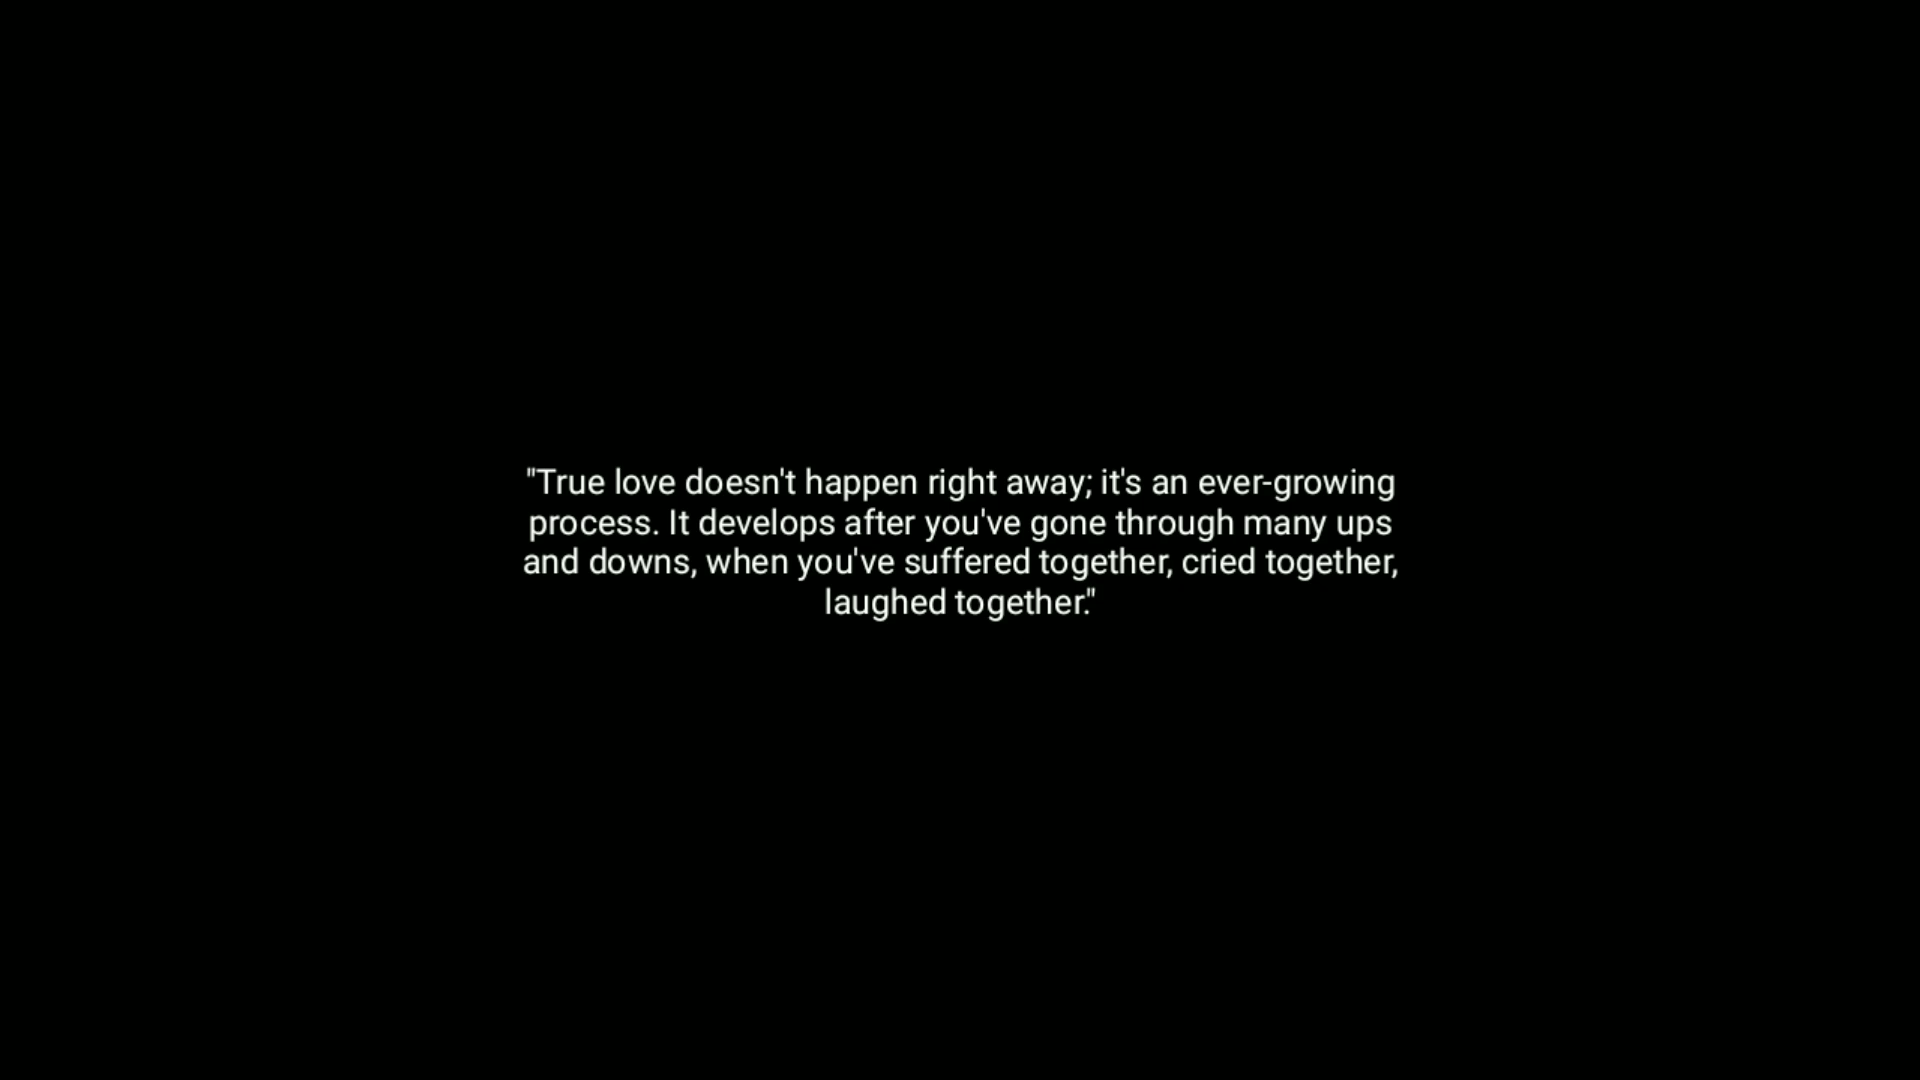 "True love doesn't happen right away; it's an ever-growing
process. It develops after you've gone through many ups
and downs, when you've suffered together, cried together,
laughed together."